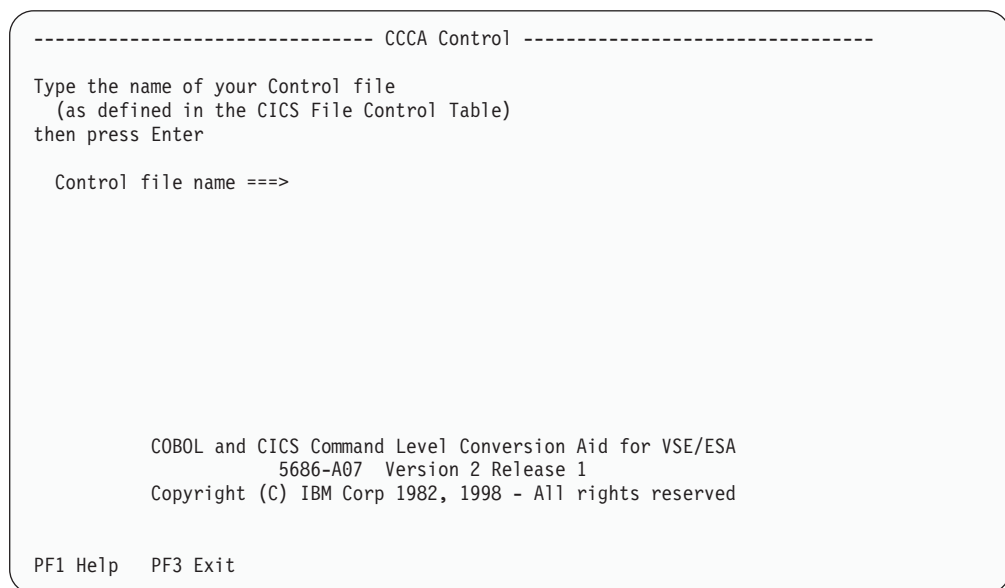 -------------------------------- CCCA Control ---------------------------------
Type the name of your Control file
(as defined in the CICS File Control Table)
then press Enter
Control file name ===>
COBOL and CICS Command Level Conversion Aid for VSE/ESA
5686-A07 Version 2 Release 1
Copyright (C) IBM Corp 1982, 1998 - All rights reserved
PF1 Help PF3 Exit